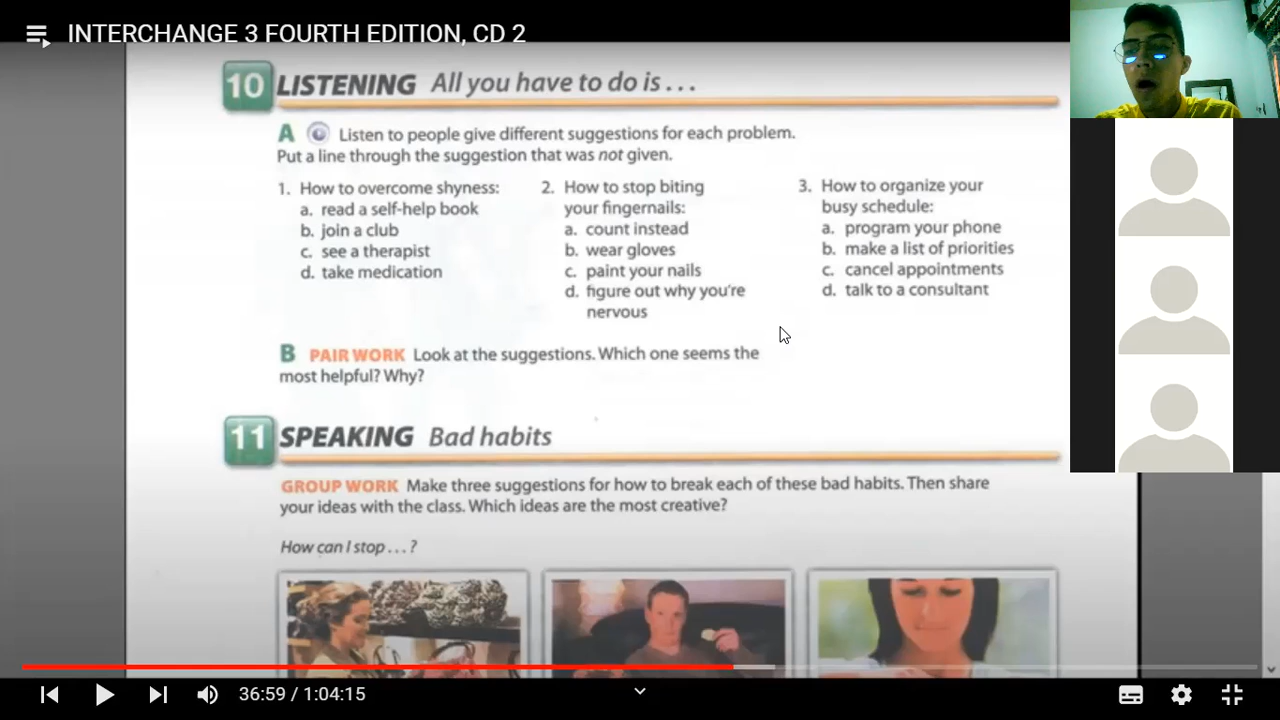 INTERCHANGE 3 FOURTH EDITION, CD 2
10 LISTENING All you have to do is . . .
A Listen to people give different suggestions for each problem.
Put a line through the suggestion that was not given.
1. How to overcome shyness:
a. read a self-help book
b. join a club
c. see a therapist
d. take medication
2. How to stop biting
your fingernails:
a. count instead
b. wear gloves
c. paint your nails
d. figure out why you're
nervous
3. How to organize your
busy schedule:
a. program your phone
b. make a list of priorities
c. cancel appointments
d. talk to a consultant
B PAIR WORK Look at the suggestions. Which one seems the
most helpful? Why?
11 SPEAKING Bad habits
GROUP WORK Make three suggestions for how to break each of these bad habits. Then share
your ideas with the class. Which ideas are the most creative?
How can I stop . . . ?
36:59 / 1:04:15